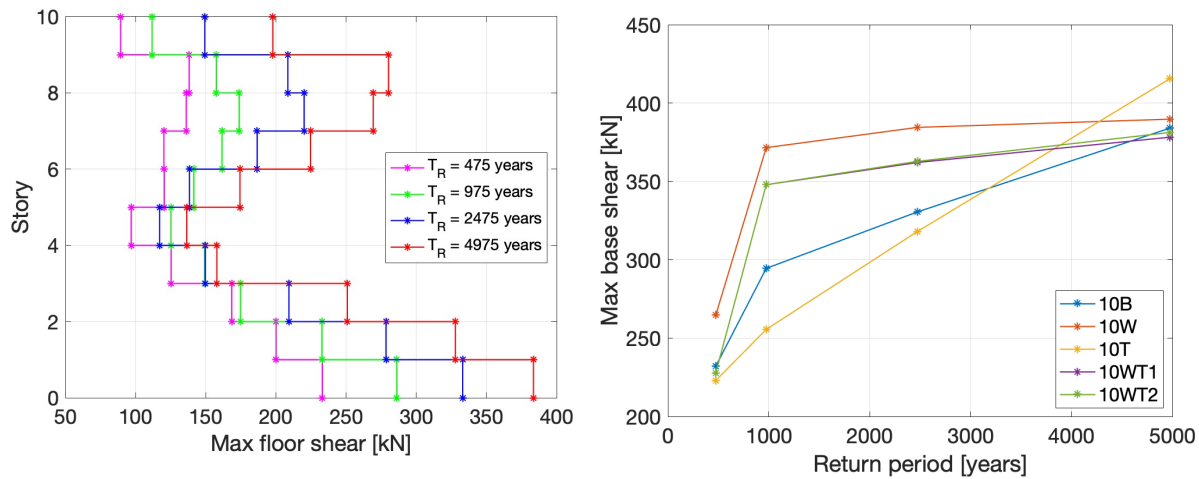 10
8
6
4
2
0
Story
50
100
150
200
250
300
350
400
Max floor shear [kN]
T_R = 475 years
T_R = 975 years
T_R = 2475 years
T_R = 4975 years
450
400
350
300
250
200
Max base shear [kN]
0
1000
2000
3000
4000
5000
Return period [years]
10B
10W
10T
10WT1
10WT2